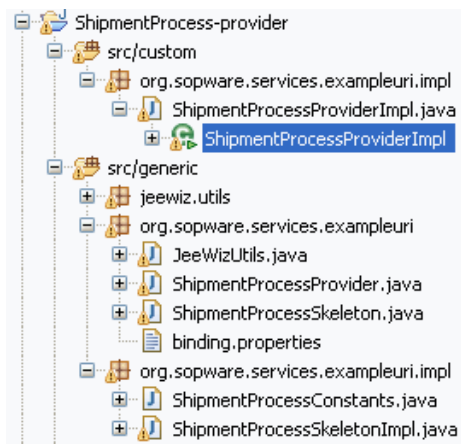 ShipmentProcess-provider
src/custom
org.sopware.services.exampleuri.impl
ShipmentProcessProviderImpl.java
ShipmentProcessProviderImpl
src/generic
jeewiz.utils
org.sopware.services.exampleuri
JeeWizUtils.java
ShipmentProcessProvider.java
ShipmentProcessSkeleton.java
binding.properties
org.sopware.services.exampleuri.impl
ShipmentProcessConstants.java
ShipmentProcessSkeletonImpl.java